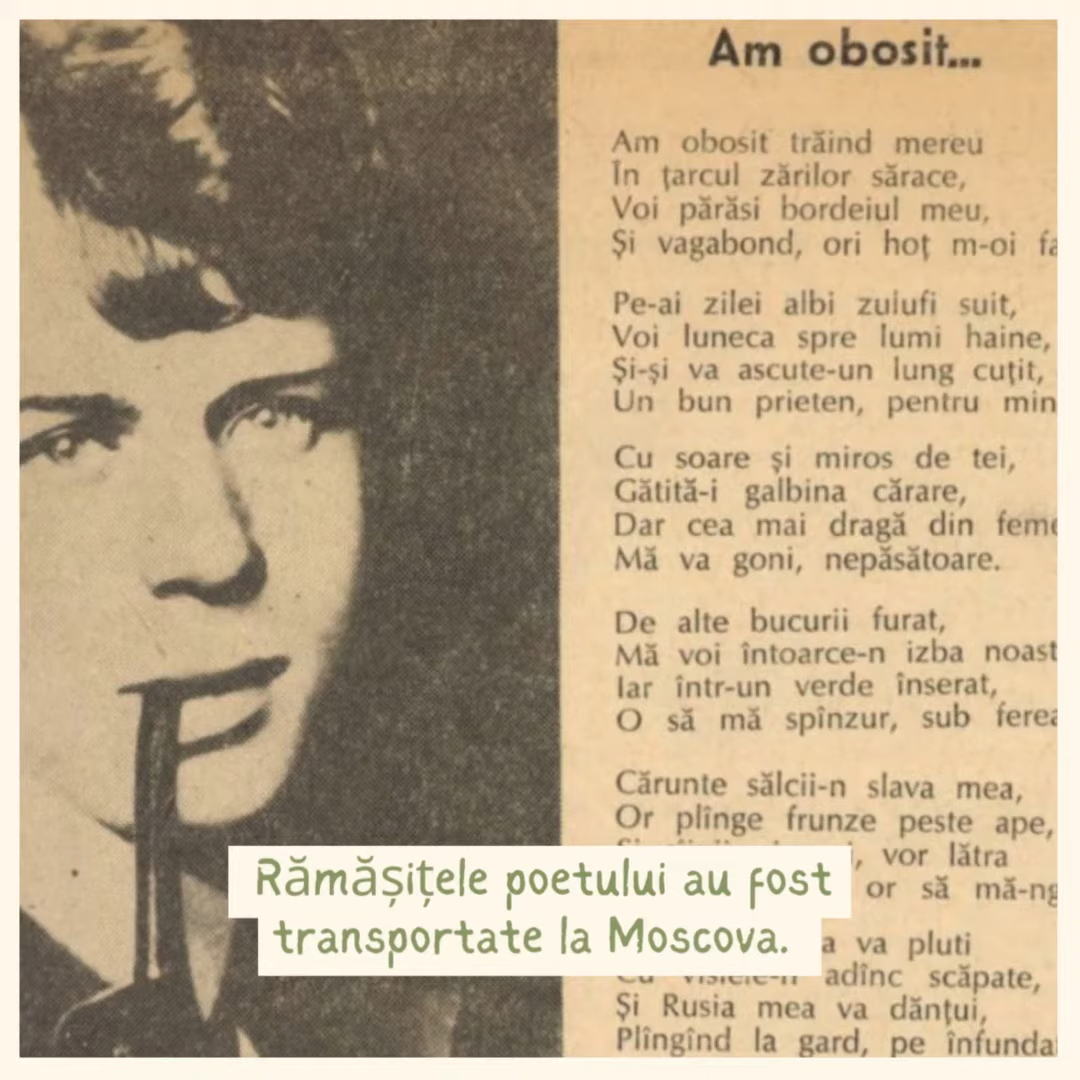 Am obosit...
Am obosit trăind mereu
În țarcul zărilor sărace,
Voi părăsi bordeiul meu,
Și vagabond, ori hoț m-oi
Pe-ai zilei albi zulufi suit,
Voi luneca spre lumi haine,
Și-și va ascute-un lung cuțit,
Un bun prieten, pentru
Cu soare și miros de tei,
Gătită-i galbina cărare,
Dar cea mai dragă din
Mă va goni, nepăsătoare.
De alte bucurii furat,
Mă voi întoarce-n izba
Iar într-un verde înserat,
O să mă spînzur, sub
Cărunte sălcii-n slava mea,
Or plînge frunze peste ape,
vor lătra
or să
a va pluti
adînc scăpate,
Și Rusia mea va dănțui,
Plîngînd la gard, pe
Rămășițele poetului au fost
transportate la Moscova.